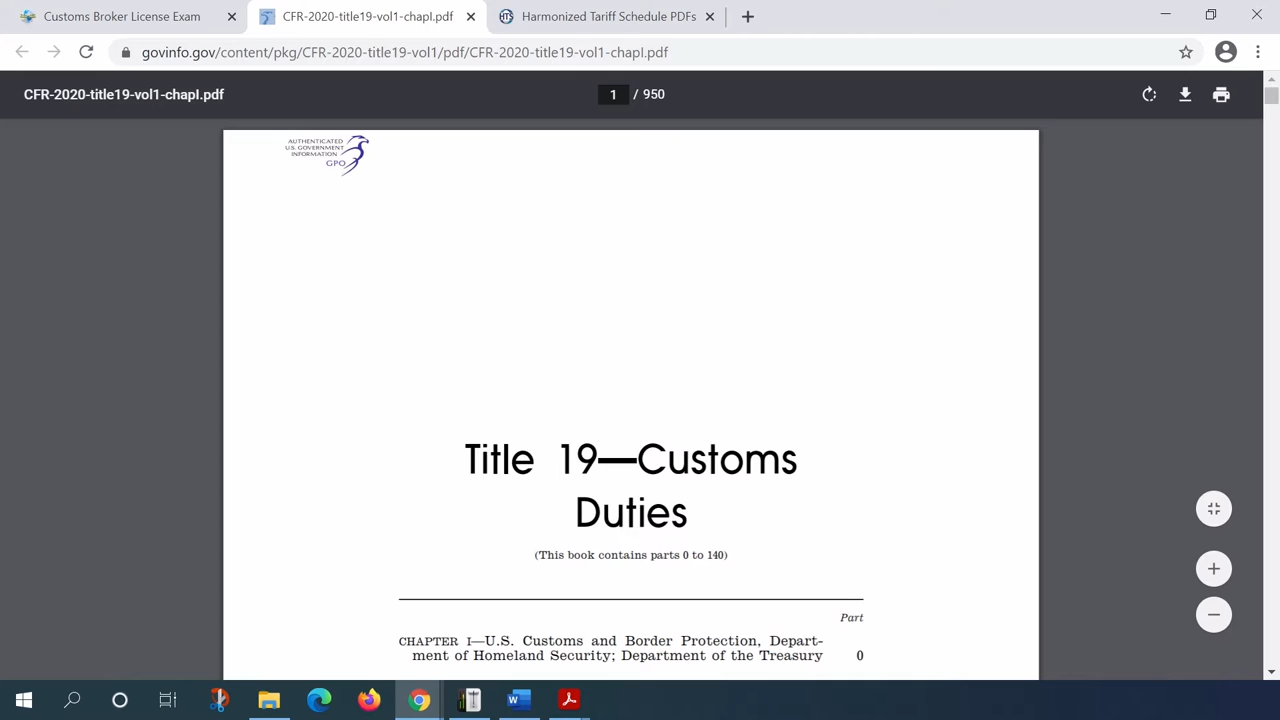 Customs Broker License Exam
CFR-2020-title19-vol1-chapI.pdf
Harmonized Tariff Schedule PDFs
govinfo.gov/content/pkg/CFR-2020-title19-vol1/pdf/CFR-2020-title19-vol1-chapI.pdf
CFR-2020-title19-vol1-chapI.pdf
1 / 950
AUTHENTICATED
U.S. GOVERNMENT
INFORMATION
GPO
Title 19—Customs
Duties
(This book contains parts 0 to 140)
Part
CHAPTER I—U.S. Customs and Border Protection, Depart-
ment of Homeland Security; Department of the Treasury 0